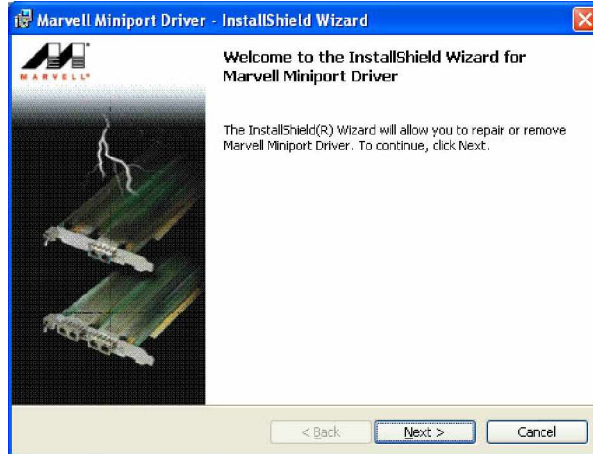 Marvell Miniport Driver - InstallShield Wizard
MARVELL®
Welcome to the InstallShield Wizard for
Marvell Miniport Driver
The InstallShield(R) Wizard will allow you to repair or remove
Marvell Miniport Driver. To continue, click Next.
< Back
Next >
Cancel